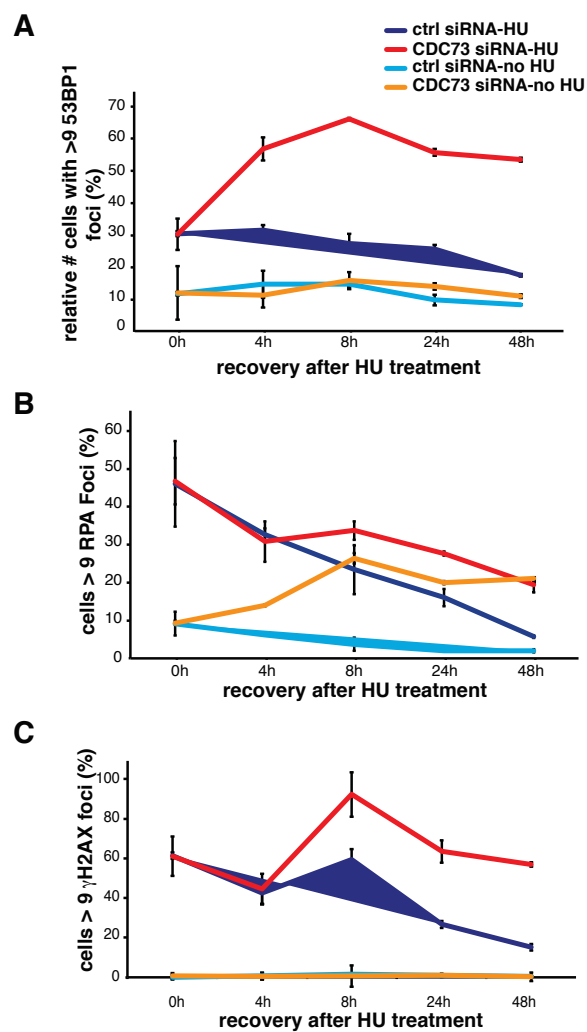 A
ctrl siRNA-HU
CDC73 siRNA-HU
ctrl siRNA-no HU
CDC73 siRNA-no HU
relative # cells with >9 53BP1
foci (%)
70
60
50
40
30
20
10
0
0h 4h 8h 24h 48h
recovery after HU treatment
B
cells > 9 RPA Foci (%)
60
50
40
30
20
10
0
0h 4h 8h 24h 48h
recovery after HU treatment
C
cells > 9 γH2AX foci (%)
100
80
60
40
20
0
0h 4h 8h 24h 48h
recovery after HU treatment